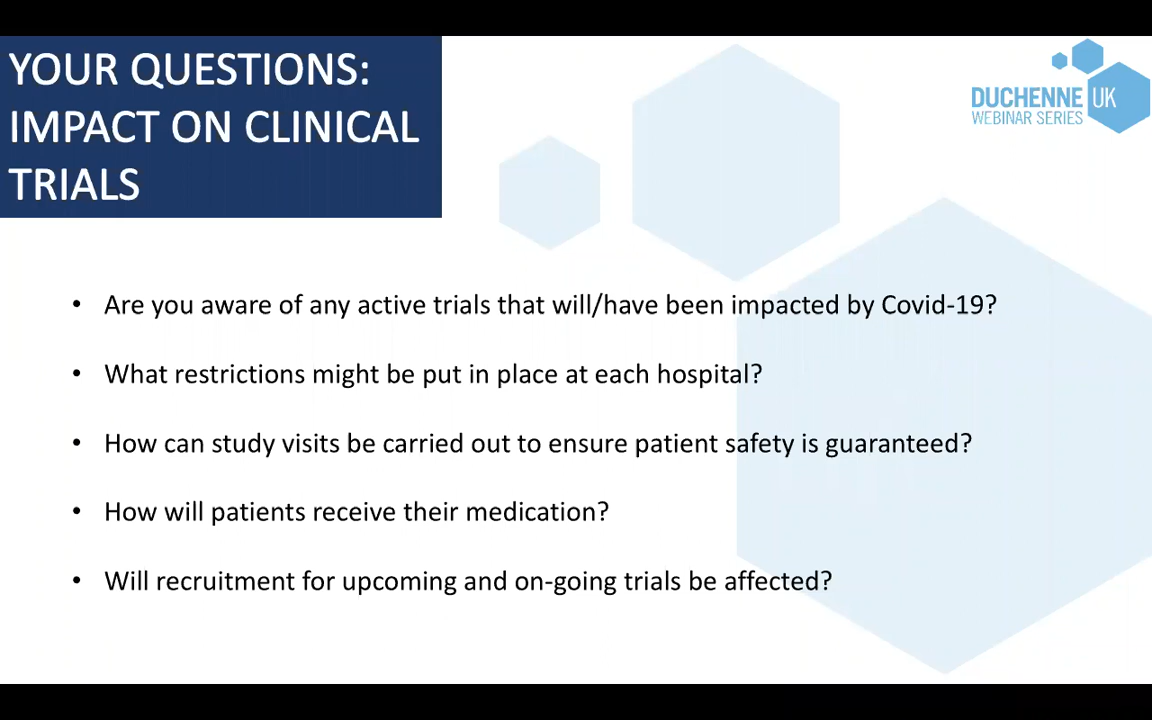 YOUR QUESTIONS:
IMPACT ON CLINICAL
TRIALS
DUCHENNE UK
WEBINAR SERIES
• Are you aware of any active trials that will/have been impacted by Covid-19?
• What restrictions might be put in place at each hospital?
• How can study visits be carried out to ensure patient safety is guaranteed?
• How will patients receive their medication?
• Will recruitment for upcoming and on-going trials be affected?